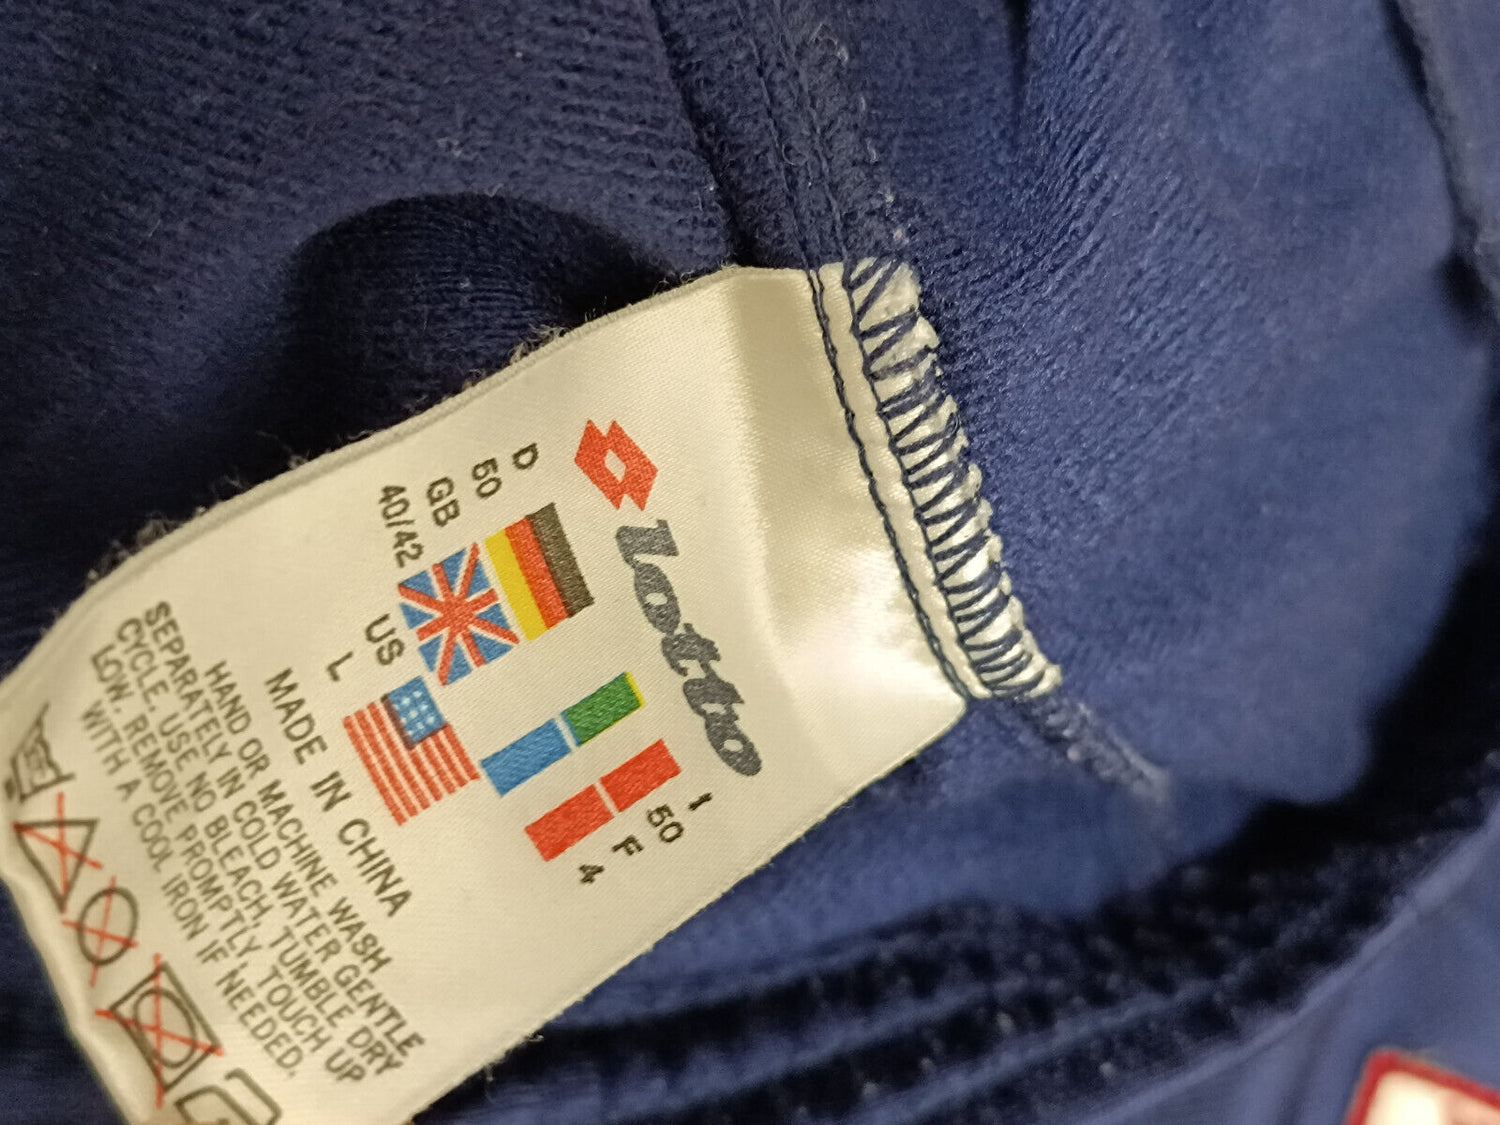 lotto
D
50
I
50
GB
40/42
F
4
US
L
MADE IN CHINA
HAND OR MACHINE WASH
SEPARATELY IN COLD WATER GENTLE
CYCLE. USE NO BLEACH, TUMBLE DRY
LOW. REMOVE PROMPTLY, TOUCH UP
WITH A COOL IRON IF NEEDED.